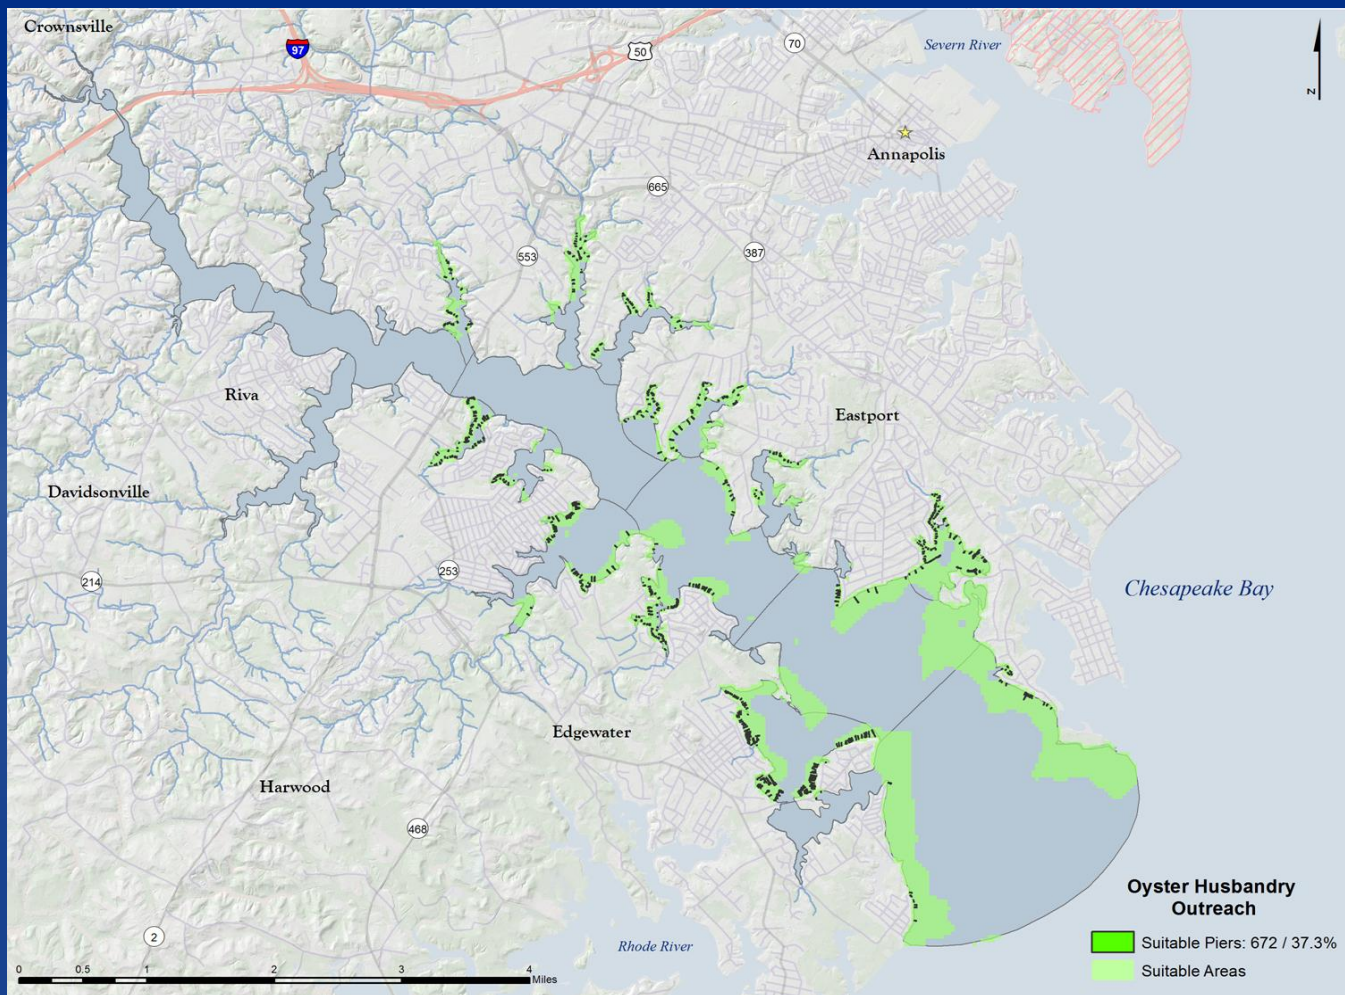 Crownsville
97
50
70
Severn River
N
Annapolis
665
553
387
Riva
Eastport
Davidsonville
214
253
Chesapeake Bay
Edgewater
Harwood
468
2
Rhode River
Oyster Husbandry
Outreach
Suitable Piers: 672 / 37.3%
Suitable Areas
0 0.5 1 2 3 4
Miles